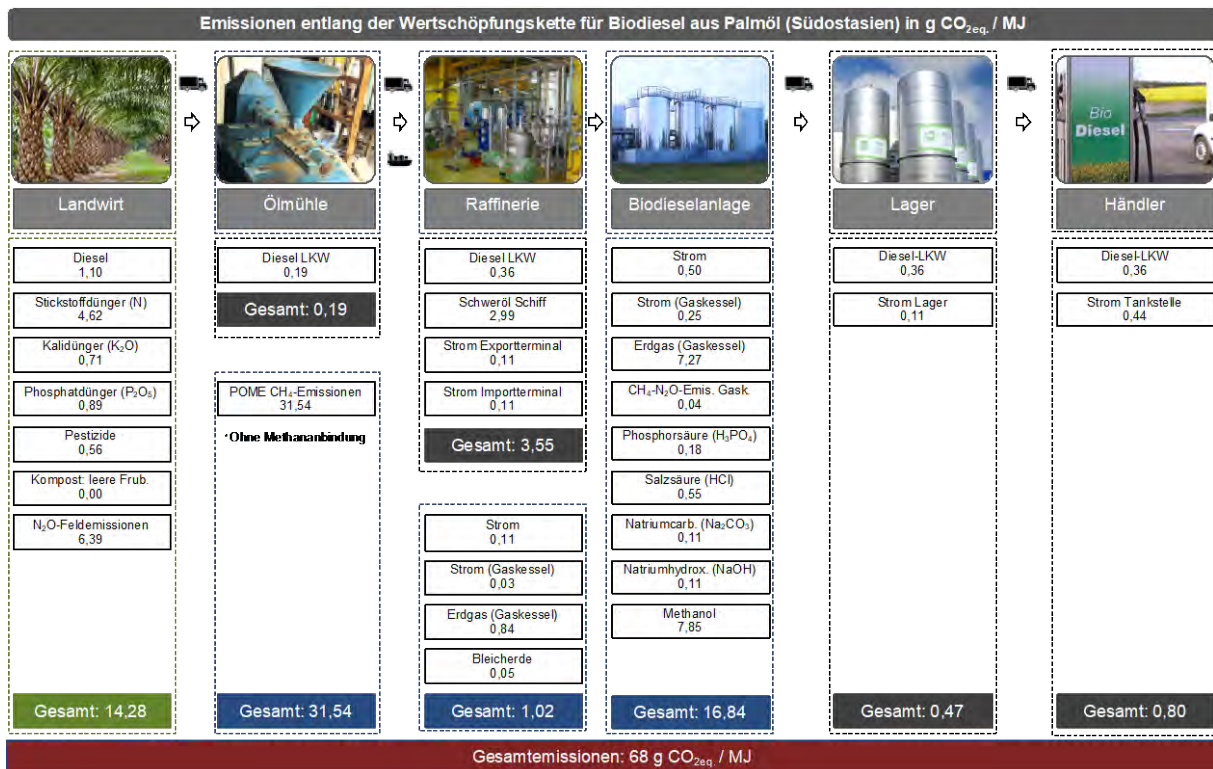 Emissionen entlang der Wertschöpfungskette für Biodiesel aus Palmöl (Südostasien) in g CO₂eq. / MJ
Bio
Diesel
Landwirt
Ölmühle
Raffinerie
Biodieselanlage
Lager
Händler
Diesel
1,10
Stickstoffdünger (N)
4,62
Kalidünger (K₂O)
0,71
Phosphatdünger (P₂O₅)
0,89
Pestizide
0,56
Kompost: leere Frub.
0,00
N₂O-Feldemissionen
6,39
Gesamt: 14,28
Diesel LKW
0,19
Gesamt: 0,19
POME CH₄-Emissionen
31,54
*Ohne Methananbindung
Gesamt: 31,54
Diesel LKW
0,36
Schweröl Schiff
2,99
Strom Exportterminal
0,11
Strom Importterminal
0,11
Gesamt: 3,55
Strom
0,11
Strom (Gaskessel)
0,03
Erdgas (Gaskessel)
0,84
Bleicherde
0,05
Gesamt: 1,02
Strom
0,50
Strom (Gaskessel)
0,25
Erdgas (Gaskessel)
7,27
CH₄-N₂O-Emis. Gask.
0,04
Phosphorsäure (H₃PO₄)
0,18
Salzsäure (HCl)
0,55
Natriumcarb. (Na₂CO₃)
0,11
Natriumhydrox. (NaOH)
0,11
Methanol
7,85
Gesamt: 16,84
Diesel-LKW
0,36
Strom Lager
0,11
Gesamt: 0,47
Diesel-LKW
0,36
Strom Tankstelle
0,44
Gesamt: 0,80
Gesamtemissionen: 68 g CO₂eq. / MJ